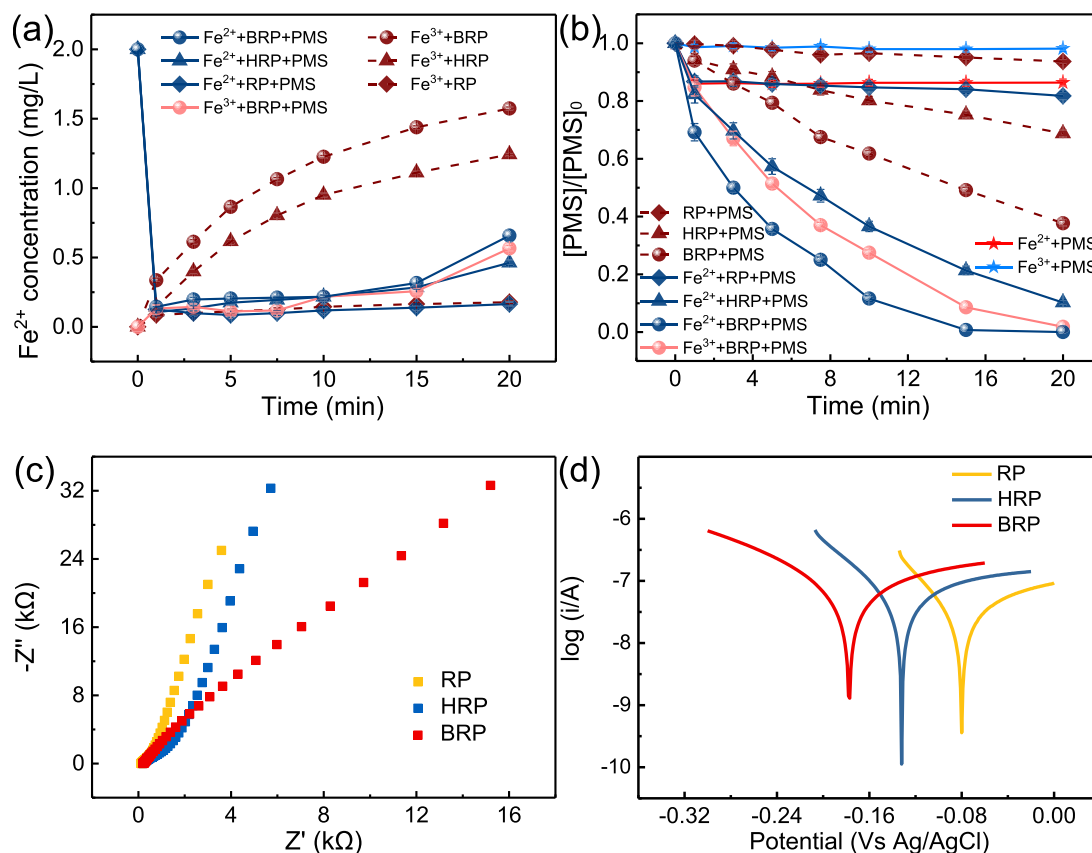 (a)
Fe²⁺+BRP+PMS
Fe²⁺+HRP+PMS
Fe²⁺+RP+PMS
Fe³⁺+BRP+PMS
Fe³⁺+BRP
Fe³⁺+HRP
Fe³⁺+RP
Fe²⁺ concentration (mg/L)
2.0
1.5
1.0
0.5
0.0
0 5 10 15 20
Time (min)
(b)
[PMS]/[PMS]₀
1.0
0.8
0.6
0.4
0.2
0.0
RP+PMS
HRP+PMS
BRP+PMS
Fe²⁺+RP+PMS
Fe²⁺+HRP+PMS
Fe²⁺+BRP+PMS
Fe³⁺+BRP+PMS
Fe²⁺+PMS
Fe³⁺+PMS
0 4 8 12 16 20
Time (min)
(c)
-Z'' (kΩ)
32
24
16
8
0
RP
HRP
BRP
0 4 8 12 16
Z' (kΩ)
(d)
log (i/A)
-6
-7
-8
-9
-10
RP
HRP
BRP
-0.32 -0.24 -0.16 -0.08 0.00
Potential (Vs Ag/AgCl)